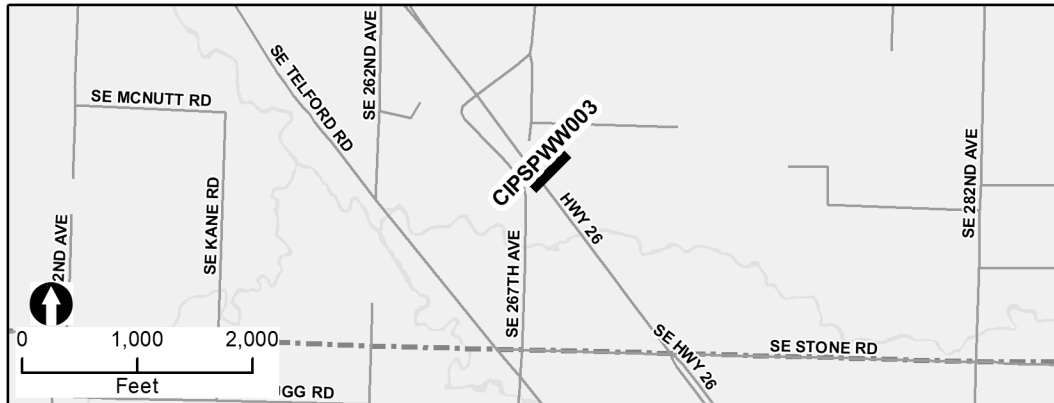 SE MCNUTT RD
SE TELFORD RD
SE 262ND AVE
CIPSPWW003
SE KANE RD
2ND AVE
HWY 26
SE 267TH AVE
SE 282ND AVE
SE HWY 26
SE STONE RD
0 1,000 2,000
Feet
RD